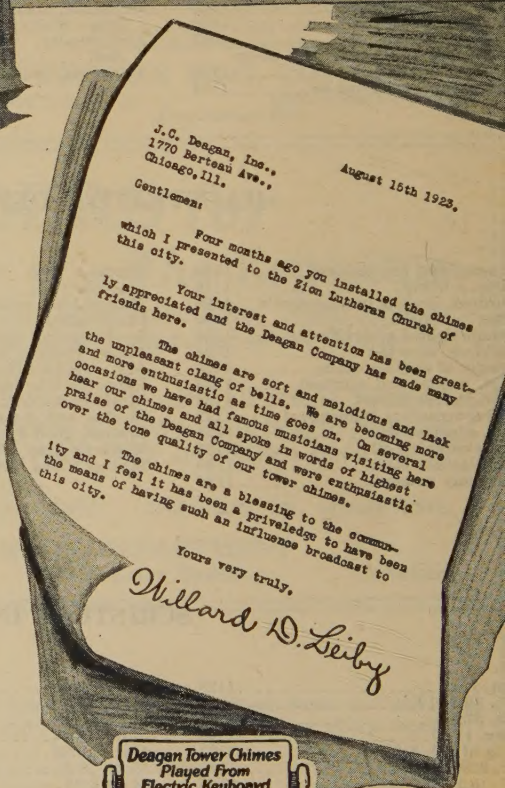 August 15th 1923.
J.C. Deagan, Inc.,
1770 Berteau Ave.,
Chicago, Ill.
Gentlemen:
Four months ago you installed the chimes
which I presented to the Zion Lutheran Church of
this city.
Your interest and attention has been great-
ly appreciated and the Deagan Company has made many
friends here.
The chimes are soft and melodious and lack
the unpleasant clang of bells. We are becoming more
and more enthusiastic as time goes on. On several
occasions we have had famous musicians visiting here
hear our chimes and all spoke in words of highest
praise of the Deagan Company and were enthusiastic
over the tone quality of our tower chimes.
The chimes are a blessing to the commun-
ity and I feel it has been a priveledge to have been
the means of having such an influence broadcast to
this city.
Yours very truly,
Willard D. Leiby
Deagan Tower Chimes
Played From
Electric Keyboard